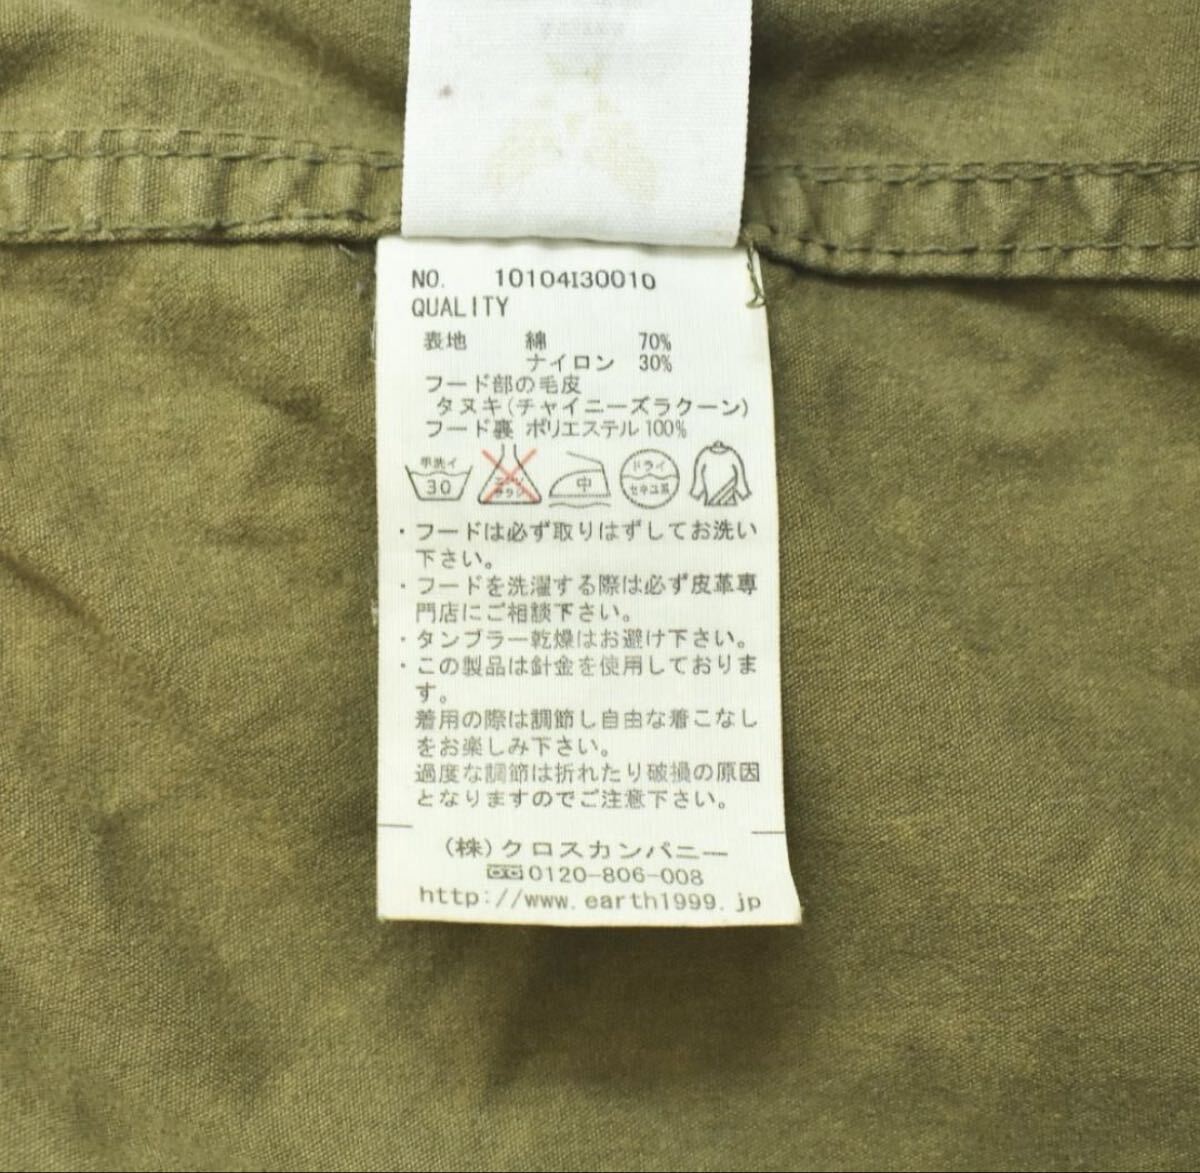 NO. 10104I30010
QUALITY
表地 綿 70%
ナイロン 30%
フード部の毛皮
タヌキ(チャイニーズラクーン)
フード裏 ポリエステル 100%
手洗イ 30
エンソ サラシ
中
ドライ セキユ系
・フードは必ず取りはずしてお洗い
下さい。
・フードを洗濯する際は必ず皮革専
門店にご相談下さい。
・タンブラー乾燥はお避け下さい。
・この製品は針金を使用しておりま
す。
着用の際は調節し自由な着こなし
をお楽しみ下さい。
過度な調節は折れたり破損の原因
となりますのでご注意下さい。
(株)クロスカンパニー
0120-806-008
http://www.earth1999.jp